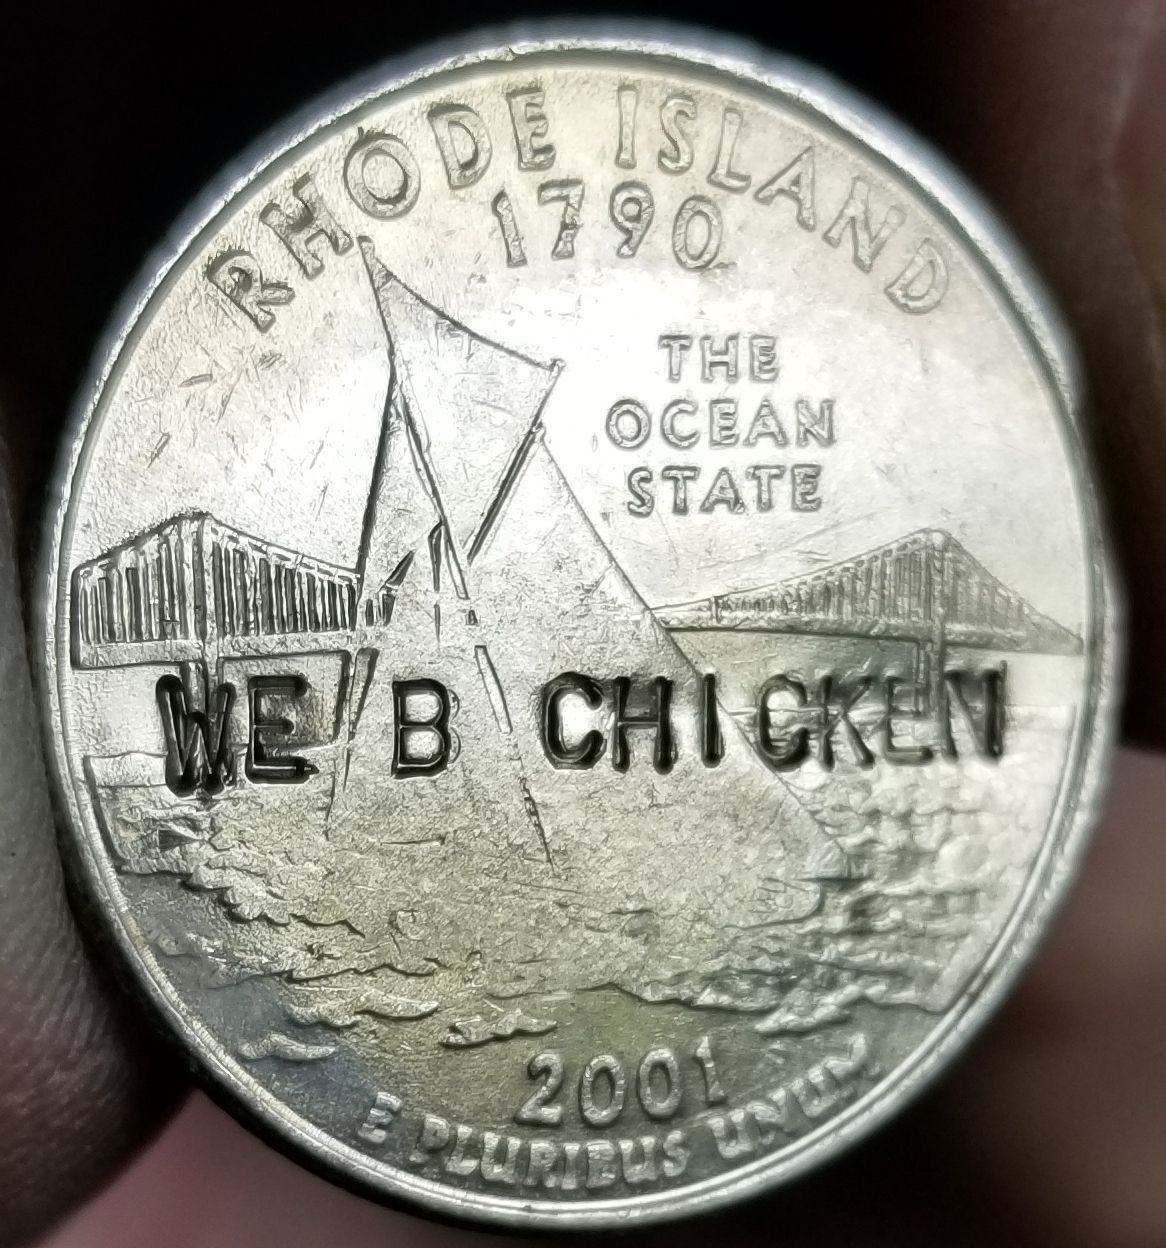 RHODE ISLAND
1790
THE
OCEAN
STATE
WE B CHICKEN
2001
E PLURIBUS UNUM